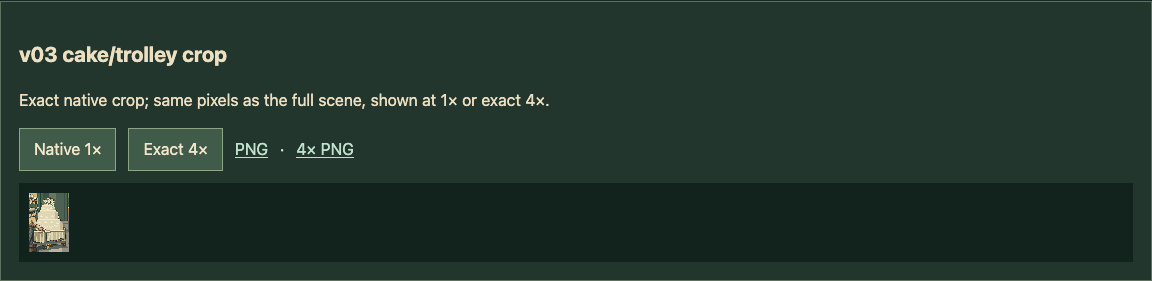 v03 cake/trolley crop
Exact native crop; same pixels as the full scene, shown at 1× or exact 4×.
Native 1× Exact 4× PNG · 4× PNG